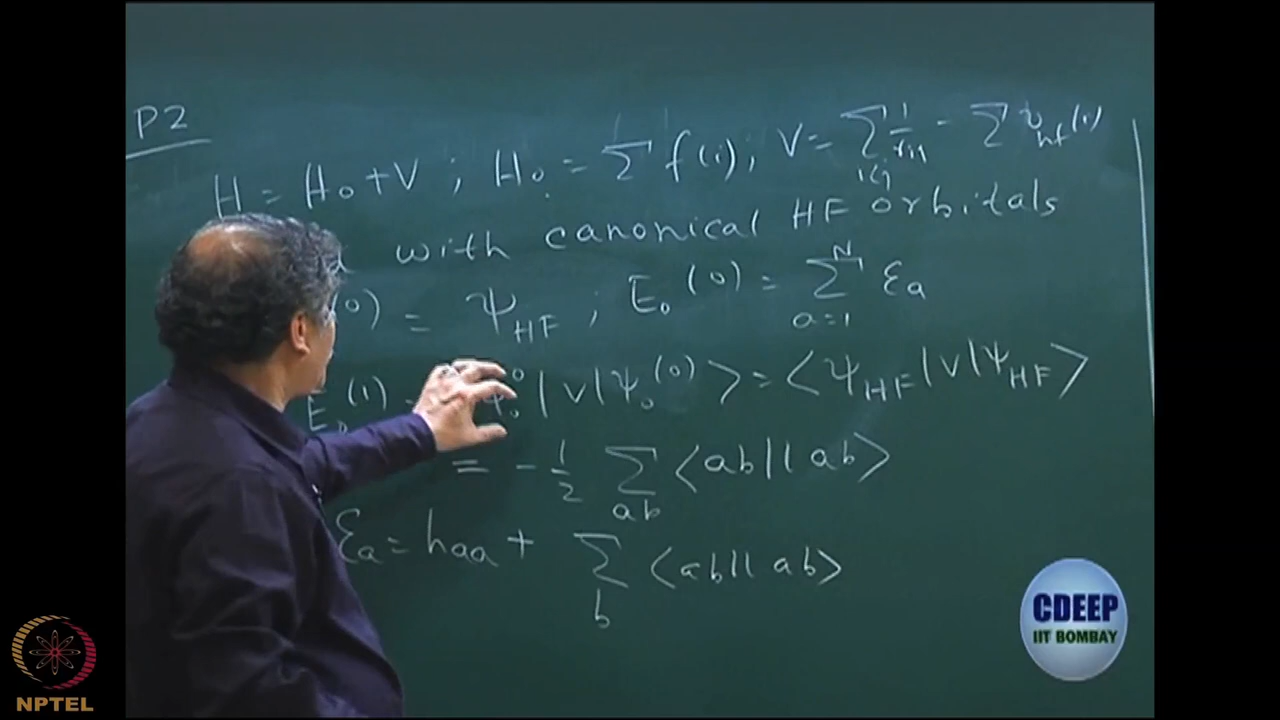 P2
H = H₀ + V ; H₀ = Σ f(i) ; V = Σ_{i<j} 1/r_{ij} - Σ v_{hf}(i)
with canonical HF orbitals
(0) = ψ_{HF} ; E₀^{(0)} = Σ_{a=1}^{N} ε_a
E₀^{(1)} = | V | ψ₀^{(0)} > = < ψ_{HF} | V | ψ_{HF} >
= - 1/2 Σ_{ab} < ab || ab >
ε_a = h_{aa} + Σ_b < ab || ab >
CDEEP
IIT BOMBAY
NPTEL